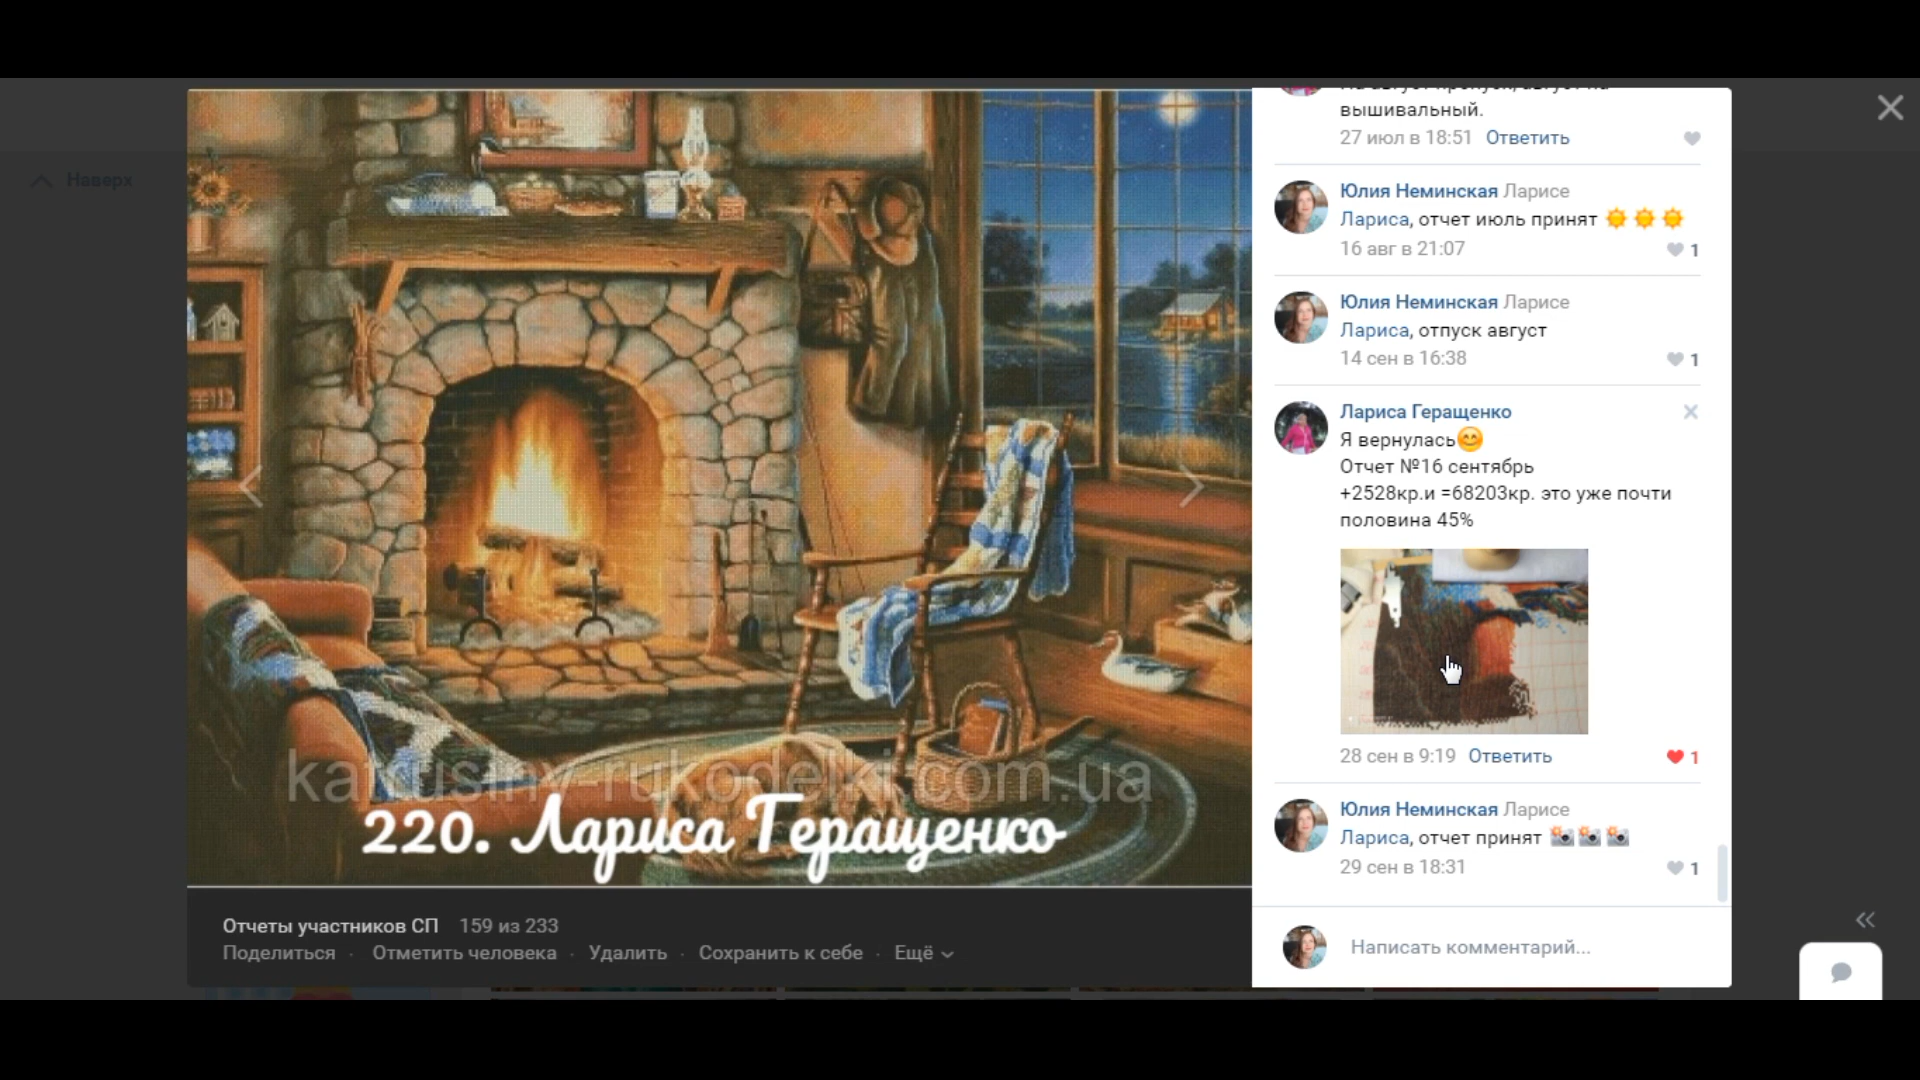 Наверх
вышивальный.
27 июл в 18:51 Ответить
Юлия Неминская Ларисе
Лариса, отчет июль принят
16 авг в 21:07 1
Юлия Неминская Ларисе
Лариса, отпуск август
14 сен в 16:38 1
Лариса Геращенко
Я вернулась
Отчет №16 сентябрь
+2528кр.и =68203кр. это уже почти
половина 45%
28 сен в 9:19 Ответить 1
Юлия Неминская Ларисе
Лариса, отчет принят
29 сен в 18:31 1
Написать комментарий...
220. Лариса Геращенко
Отчеты участников СП 159 из 233
Поделиться · Отметить человека · Удалить · Сохранить к себе · Ещё